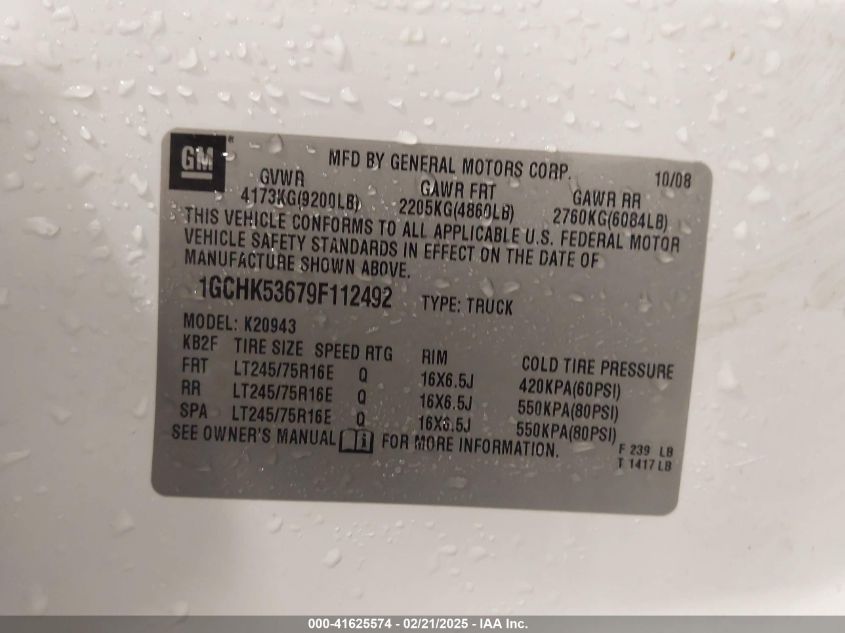 GM
MFD BY GENERAL MOTORS CORP. 10/08
GVWR GAWR FRT GAWR RR
4173KG(9200LB) 2205KG(4860LB) 2760KG(6084LB)
THIS VEHICLE CONFORMS TO ALL APPLICABLE U.S. FEDERAL MOTOR
VEHICLE SAFETY STANDARDS IN EFFECT ON THE DATE OF
MANUFACTURE SHOWN ABOVE.
1GCHK53679F112492 TYPE: TRUCK
MODEL: K20943
KB2F TIRE SIZE SPEED RTG RIM COLD TIRE PRESSURE
FRT LT245/75R16E Q 16X6.5J 420KPA(60PSI)
RR LT245/75R16E Q 16X6.5J 550KPA(80PSI)
SPA LT245/75R16E Q 16X6.5J 550KPA(80PSI)
SEE OWNER'S MANUAL FOR MORE INFORMATION.
F 239 LB
T 1417 LB
000-41625574 - 02/21/2025 - IAA Inc.